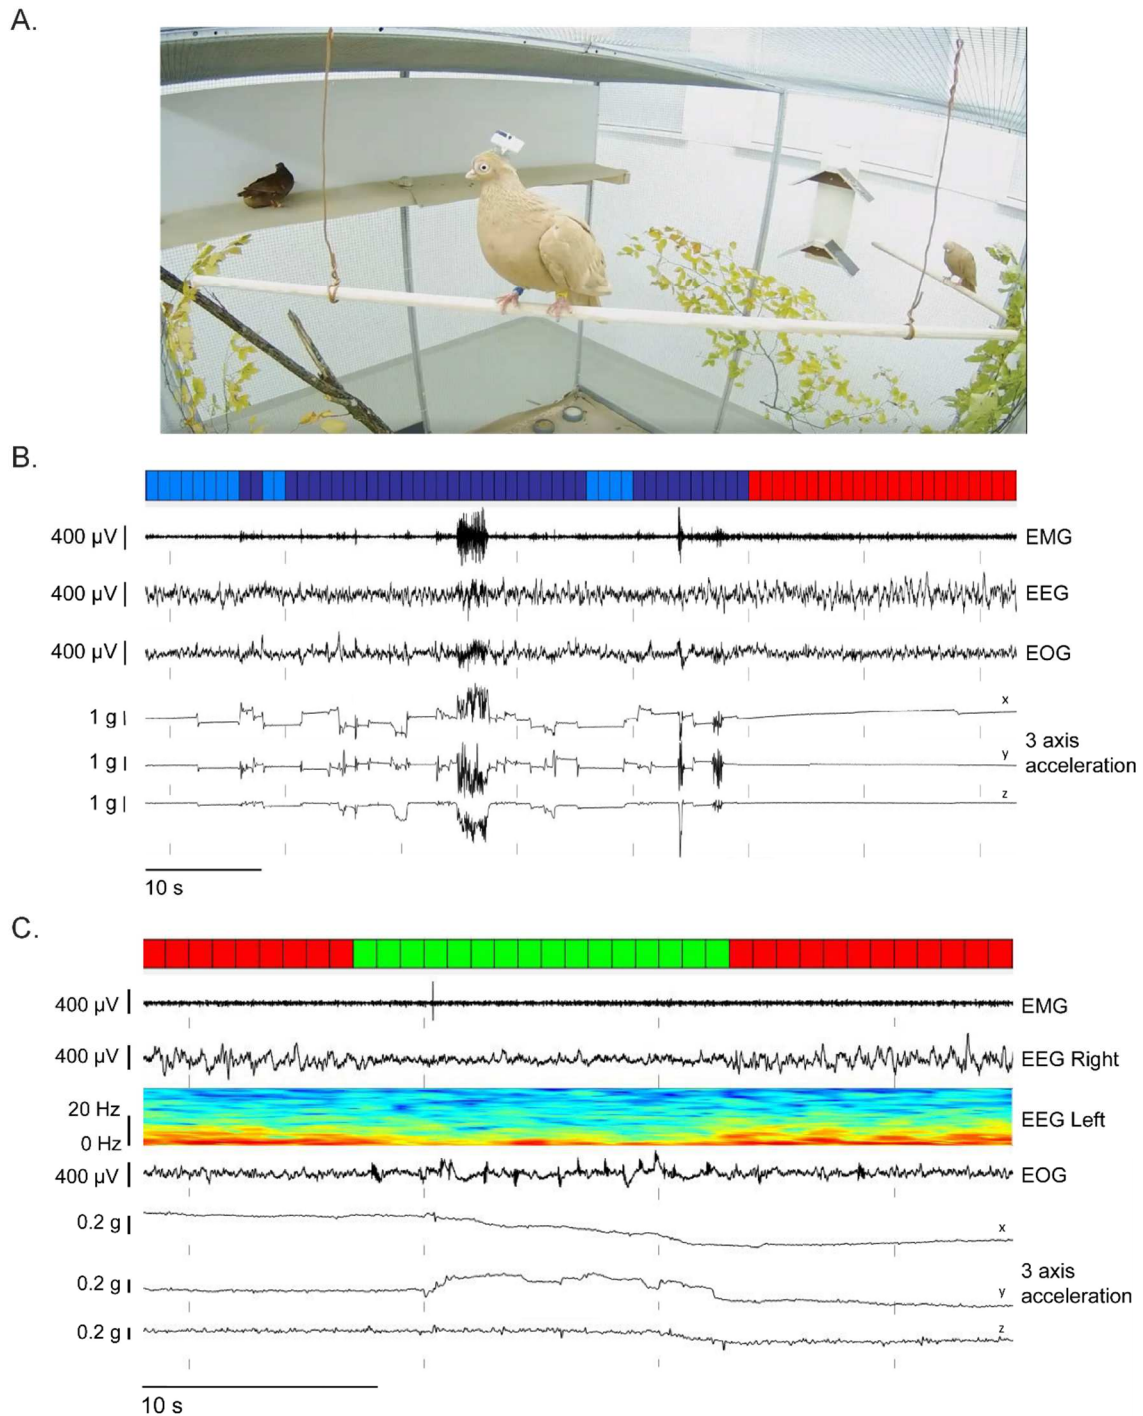 A.
B.
400 µV
EMG
400 µV
EEG
400 µV
EOG
1 g
x
1 g
y
3 axis
acceleration
1 g
z
10 s
C.
400 µV
EMG
400 µV
EEG Right
20 Hz
0 Hz
EEG Left
400 µV
EOG
0.2 g
x
0.2 g
y
3 axis
acceleration
0.2 g
z
10 s